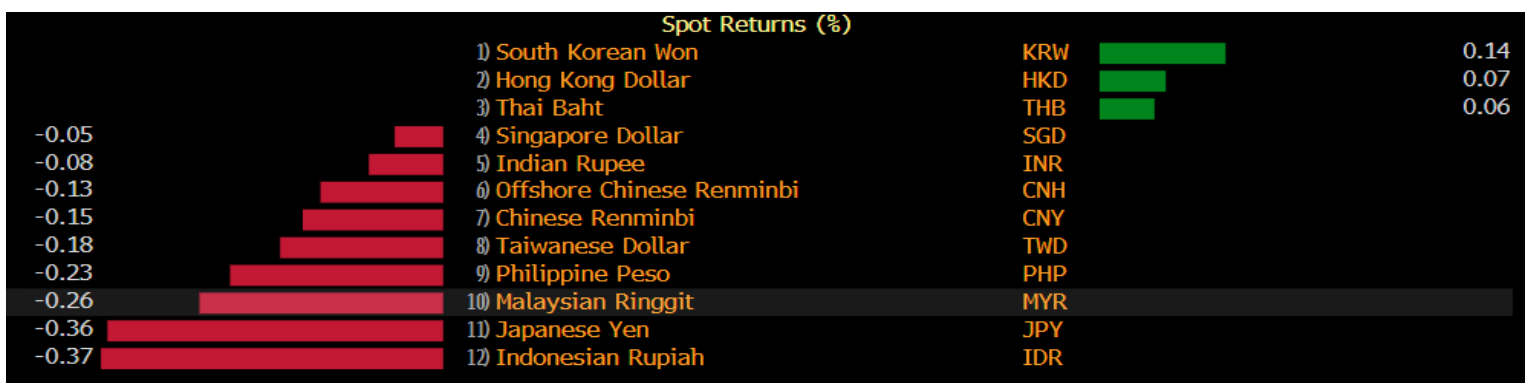 Spot Returns (%)
1) South Korean Won KRW 0.14
2) Hong Kong Dollar HKD 0.07
3) Thai Baht THB 0.06
-0.05 4) Singapore Dollar SGD
-0.08 5) Indian Rupee INR
-0.13 6) Offshore Chinese Renminbi CNH
-0.15 7) Chinese Renminbi CNY
-0.18 8) Taiwanese Dollar TWD
-0.23 9) Philippine Peso PHP
-0.26 10) Malaysian Ringgit MYR
-0.36 11) Japanese Yen JPY
-0.37 12) Indonesian Rupiah IDR